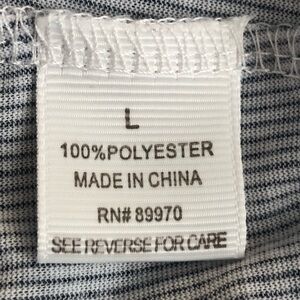 L
100%POLYESTER
MADE IN CHINA
RN# 89970
SEE REVERSE FOR CARE